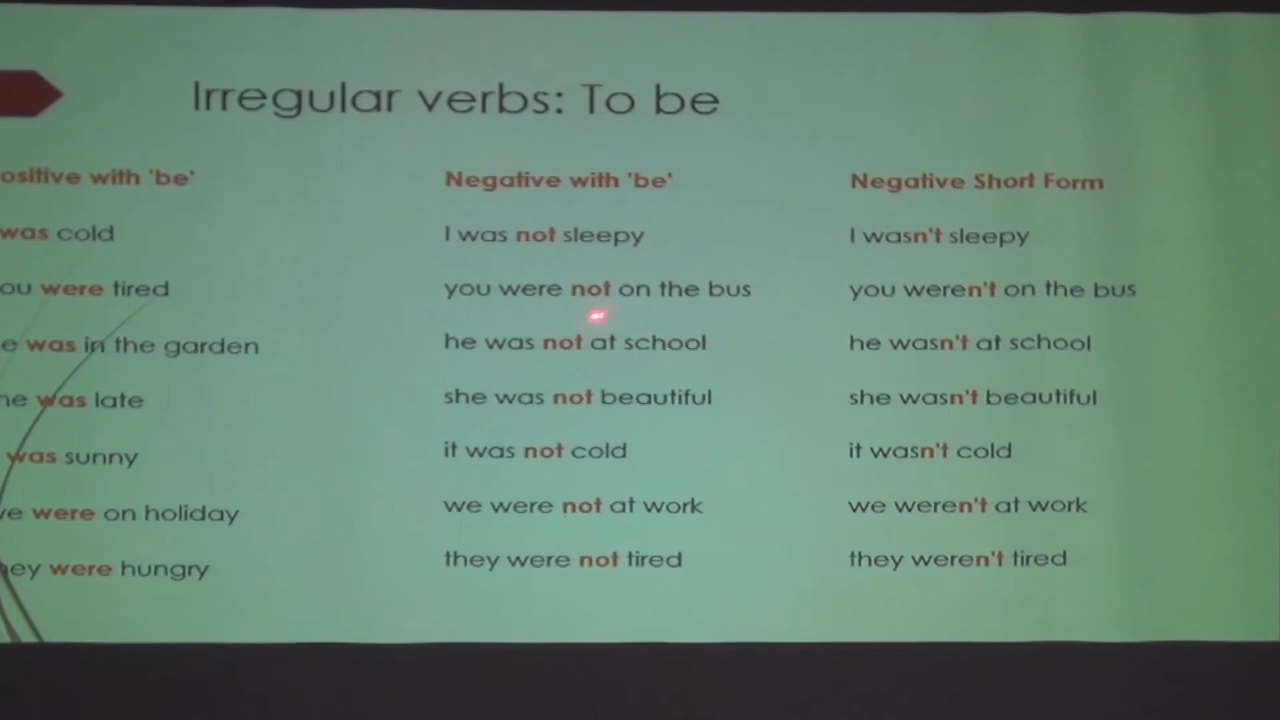 Irregular verbs: To be
ositive with 'be'
was cold
ou were tired
e was in the garden
he was late
was sunny
ve were on holiday
hey were hungry
Negative with 'be'
I was not sleepy
you were not on the bus
he was not at school
she was not beautiful
it was not cold
we were not at work
they were not tired
Negative Short Form
I wasn't sleepy
you weren't on the bus
he wasn't at school
she wasn't beautiful
it wasn't cold
we weren't at work
they weren't tired